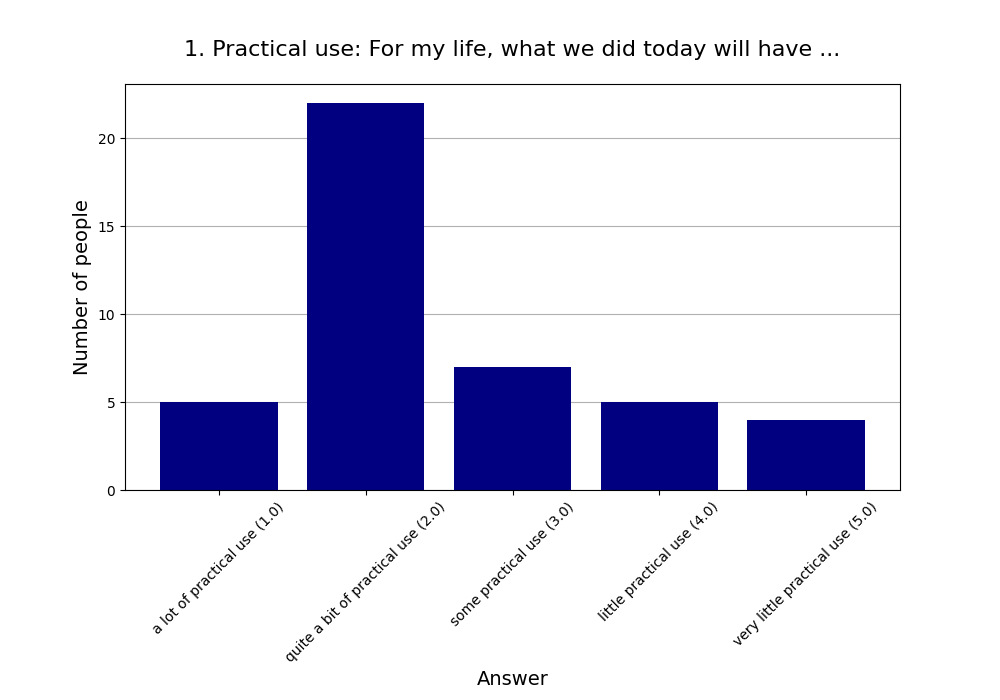 1. Practical use: For my life, what we did today will have ...
Number of people
20
15
10
5
0
a lot of practical use (1.0)
quite a bit of practical use (2.0)
some practical use (3.0)
little practical use (4.0)
very little practical use (5.0)
Answer